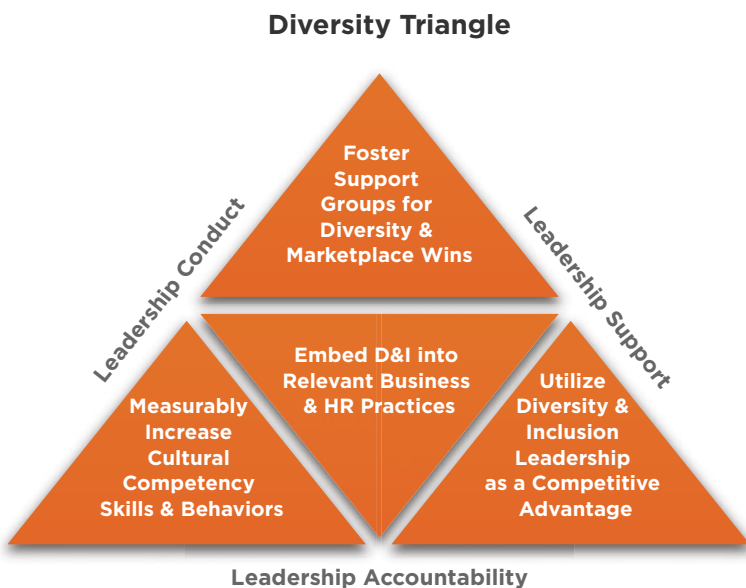 Diversity Triangle
Foster
Support
Groups for
Diversity &
Marketplace Wins
Leadership Conduct
Leadership Support
Embed D&I into
Relevant Business
& HR Practices
Measurably
Increase
Cultural
Competency
Skills & Behaviors
Utilize
Diversity &
Inclusion
Leadership
as a Competitive
Advantage
Leadership Accountability